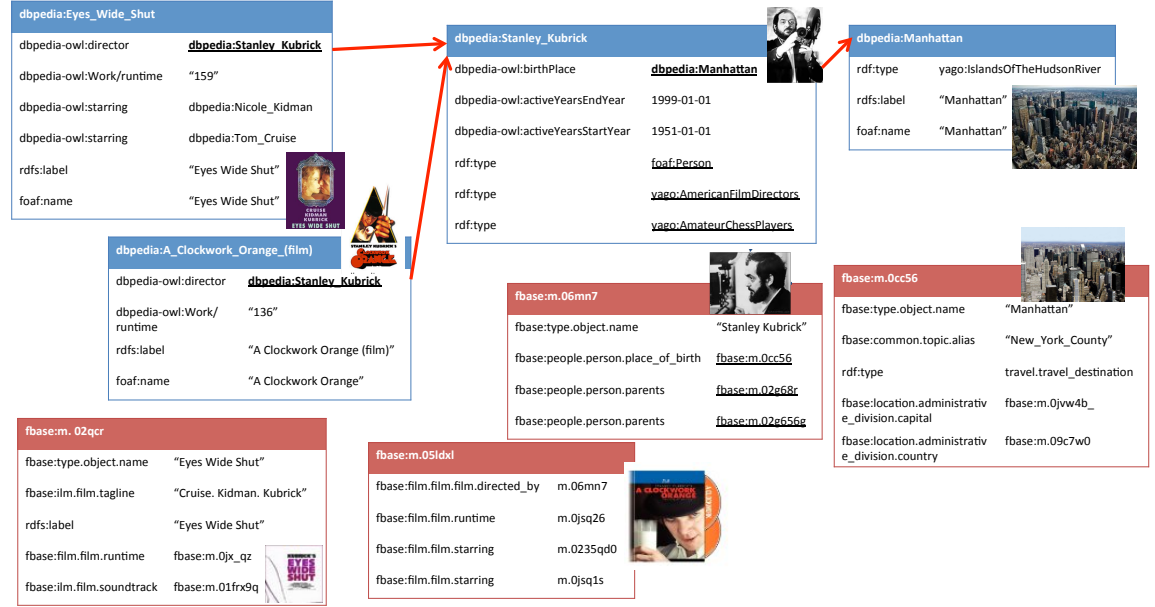 dbpedia:Eyes_Wide_Shut
dbpedia-owl:director dbpedia:Stanley_Kubrick
dbpedia-owl:Work/runtime “159”
dbpedia-owl:starring dbpedia:Nicole_Kidman
dbpedia-owl:starring dbpedia:Tom_Cruise
rdfs:label “Eyes Wide Shut”
foaf:name “Eyes Wide Shut”
CRUISE
KIDMAN
KUBRICK
EYES WIDE SHUT
dbpedia:Stanley_Kubrick
dbpedia-owl:birthPlace dbpedia:Manhattan
dbpedia-owl:activeYearsEndYear 1999-01-01
dbpedia-owl:activeYearsStartYear 1951-01-01
rdf:type foaf:Person
rdf:type yago:AmericanFilmDirectors
rdf:type yago:AmateurChessPlayers
dbpedia:Manhattan
rdf:type yago:IslandsOfTheHudsonRiver
rdfs:label “Manhattan”
foaf:name “Manhattan”
dbpedia:A_Clockwork_Orange_(film)
dbpedia-owl:director dbpedia:Stanley_Kubrick
dbpedia-owl:Work/ “136”
runtime
rdfs:label “A Clockwork Orange (film)”
foaf:name “A Clockwork Orange”
STANLEY KUBRICK'S
fbase:m.06mn7
fbase:type.object.name “Stanley Kubrick”
fbase:people.person.place_of_birth fbase:m.0cc56
fbase:people.person.parents fbase:m.02g68r
fbase:people.person.parents fbase:m.02g656g
fbase:m.0cc56
fbase:type.object.name “Manhattan”
fbase:common.topic.alias “New_York_County”
rdf:type travel.travel_destination
fbase:location.administrativ fbase:m.0jvw4b_
e_division.capital
fbase:location.administrativ fbase:m.09c7w0
e_division.country
fbase:m. 02qcr
fbase:type.object.name “Eyes Wide Shut”
fbase:ilm.film.tagline “Cruise. Kidman. Kubrick”
rdfs:label “Eyes Wide Shut”
fbase:film.film.runtime fbase:m.0jx_qz
fbase:ilm.film.soundtrack fbase:m.01frx9q
KUBRICK'S
EYES
WIDE
SHUT
fbase:m.05ldxl
fbase:film.film.film.directed_by m.06mn7
fbase:film.film.runtime m.0jsq26
fbase:film.film.starring m.0235qd0
fbase:film.film.starring m.0jsq1s
A CLOCKWORK
ORANGE